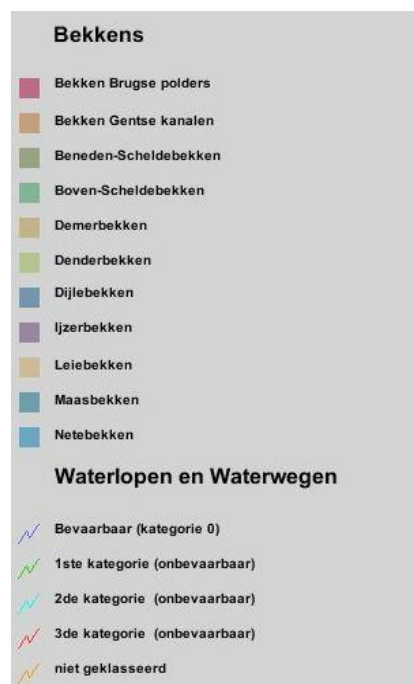 Bekkens
Bekken Brugse polders
Bekken Gentse kanalen
Beneden-Scheldebekken
Boven-Scheldebekken
Demerbekken
Denderbekken
Dijlebekken
Ijzerbekken
Leiebekken
Maasbekken
Netebekken
Waterlopen en Waterwegen
Bevaarbaar (kategorie 0)
1ste kategorie (onbevaarbaar)
2de kategorie (onbevaarbaar)
3de kategorie (onbevaarbaar)
niet geklasseerd